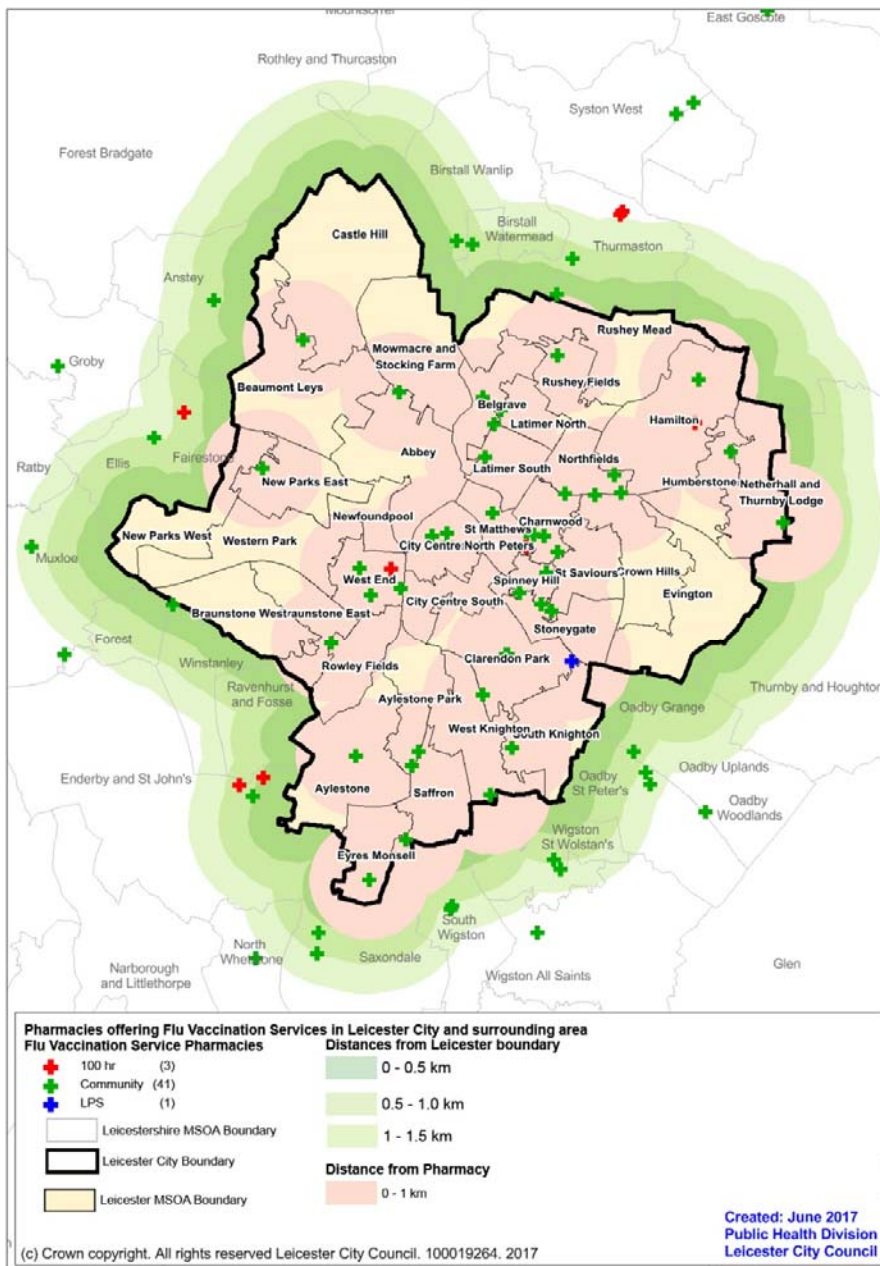 Mountsorrel
East Goscote
Rothley and Thurcaston
Syston West
Forest Bradgate
Birstall Wanlip
Birstall
Watermead
Castle Hill
Thurmaston
Anstey
Rushey Mead
Mowmacre and
Stocking Farm
Groby
Rushey Fields
Beaumont Leys
Belgrave
Hamilton
Latimer North
Abbey
Ellis
Fairestone
Ratby
Latimer South
Northfields
New Parks East
Humberstone
Netherhall and
Thurnby Lodge
Newfoundpool
St Matthews
Charnwood
New Parks West
Western Park
City Centre
North
Peters
Muxloe
West End
St Saviours
Crown Hills
Spinney Hill
Evington
City Centre South
Braunstone West
raunstone East
Stoneygate
Forest
Winstanley
Clarendon Park
Rowley Fields
Ravenhurst
and Fosse
Thurnby and Houghton
Aylestone Park
Oadby Grange
West Knighton
South Knighton
Enderby and St John's
Oadby
St Peter's
Oadby Uplands
Aylestone
Saffron
Oadby
Woodlands
Wigston
St Wolstan's
Eyres Monsell
South
Wigston
North
Whetstone
Saxondale
Narborough
and Littlethorpe
Wigston All Saints
Glen
Pharmacies offering Flu Vaccination Services in Leicester City and surrounding area
Flu Vaccination Service Pharmacies
100 hr (3)
Community (41)
LPS (1)
Leicestershire MSOA Boundary
Leicester City Boundary
Leicester MSOA Boundary
Distances from Leicester boundary
0 - 0.5 km
0.5 - 1.0 km
1 - 1.5 km
Distance from Pharmacy
0 - 1 km
Created: June 2017
Public Health Division
Leicester City Council
(c) Crown copyright. All rights reserved Leicester City Council. 100019264. 2017